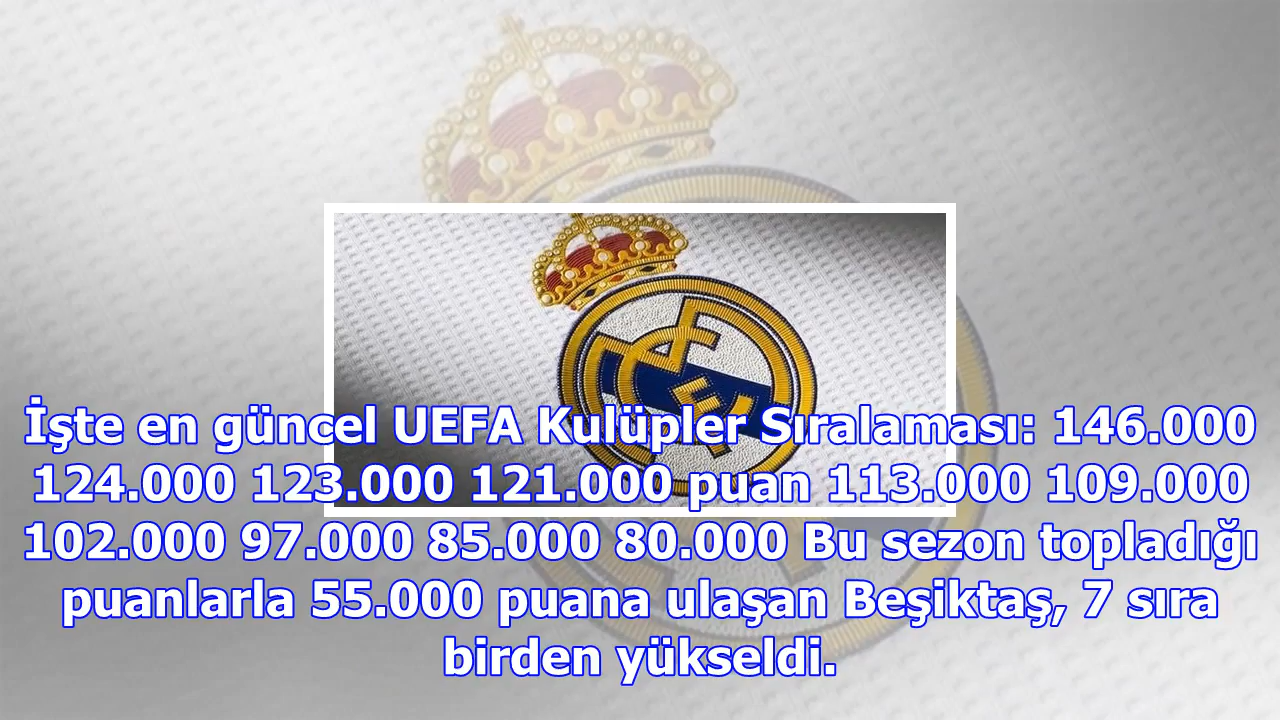 İşte en güncel UEFA Kulüpler Sıralaması: 146.000
124.000 123.000 121.000 puan 113.000 109.000
102.000 97.000 85.000 80.000 Bu sezon topladığı
puanlarla 55.000 puana ulaşan Beşiktaş, 7 sıra
birden yükseldi.